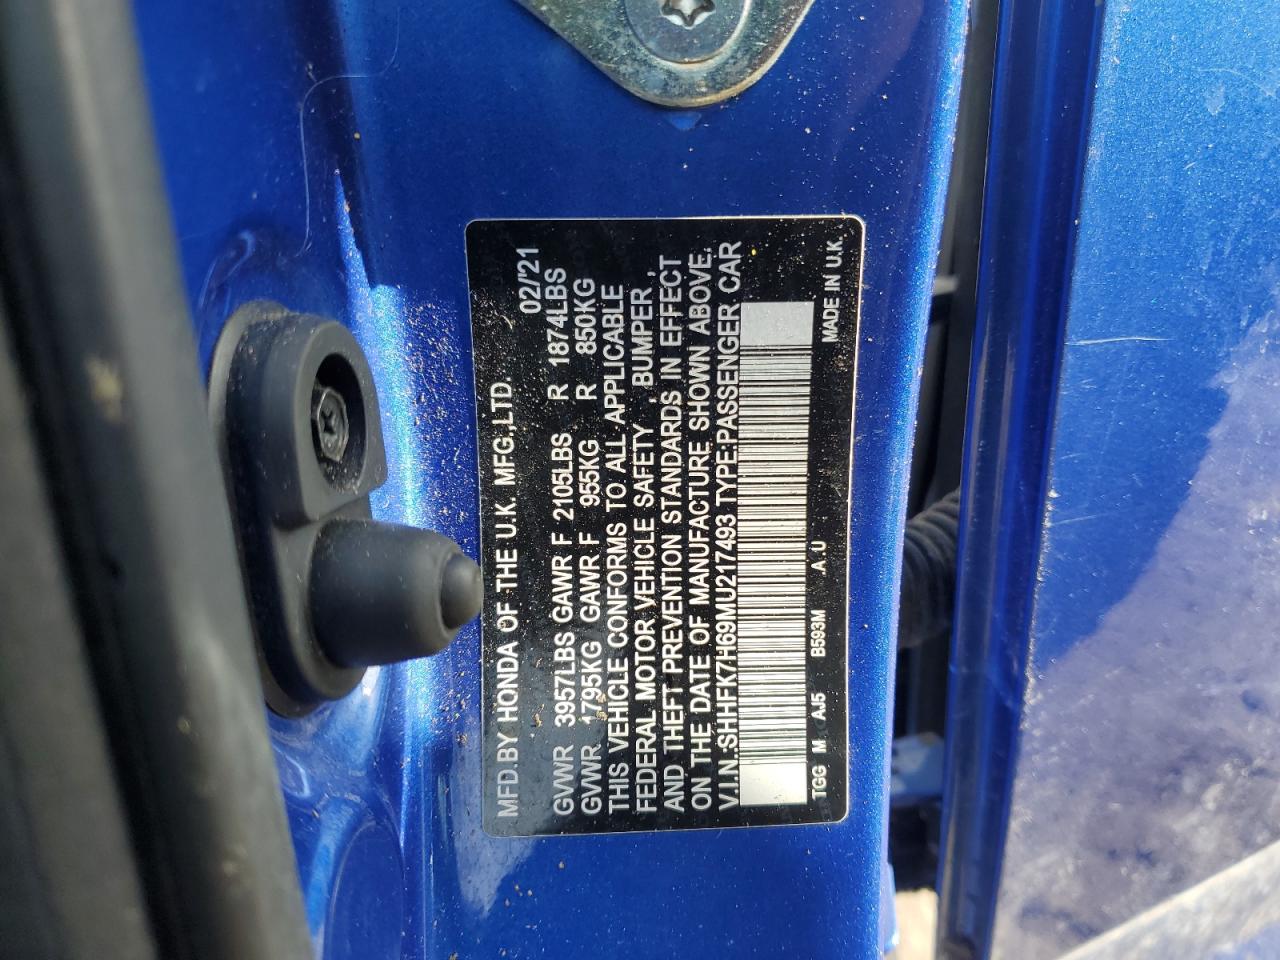 MFD.BY HONDA OF THE U.K. MFG.,LTD. 02/'21
GVWR 3957LBS GAWR F 2105LBS R 1874LBS
GVWR 1795KG GAWR F 955KG R 850KG
THIS VEHICLE CONFORMS TO ALL APPLICABLE
FEDERAL MOTOR VEHICLE SAFETY , BUMPER ,
AND THEFT PREVENTION STANDARDS IN EFFECT
ON THE DATE OF MANUFACTURE SHOWN ABOVE.
V.I.N.:SHHFK7H69MU217493 TYPE:PASSENGER CAR
TGG M AJ5 B593M A U MADE IN U.K.